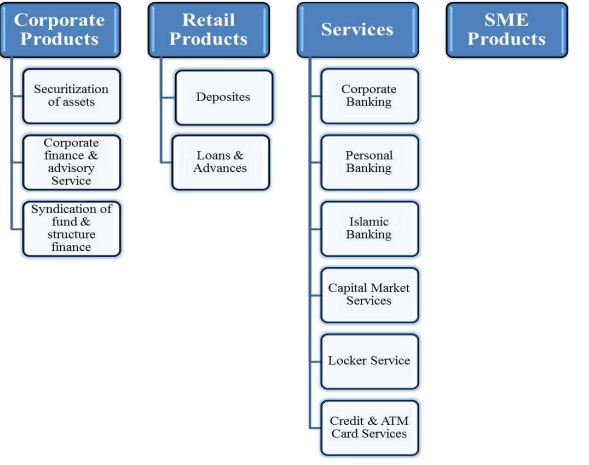 Corporate
Products
Securitization
of assets
Corporate
finance &
advisory
Service
Syndication of
fund &
structure
finance
Retail
Products
Deposites
Loans &
Advances
Services
Corporate
Banking
Personal
Banking
Islamic
Banking
Capital Market
Services
Locker Service
Credit & ATM
Card Services
SME
Products